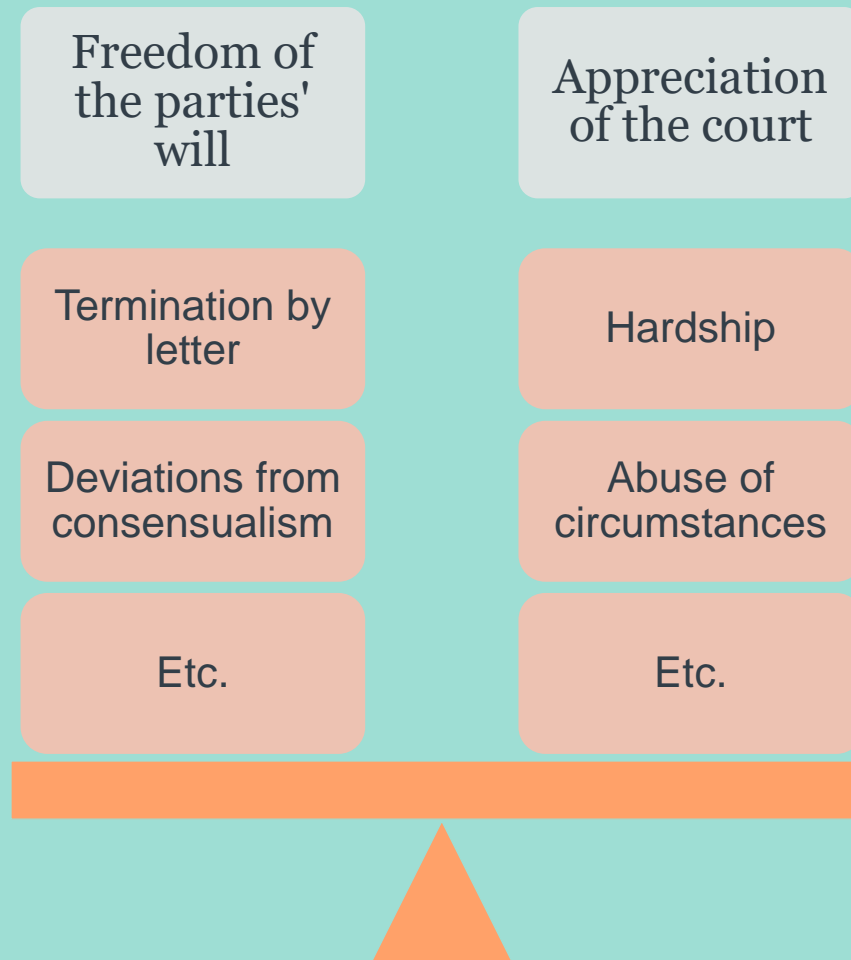 Freedom of
the parties'
will
Appreciation
of the court
Termination by
letter
Hardship
Deviations from
consensualism
Abuse of
circumstances
Etc.
Etc.